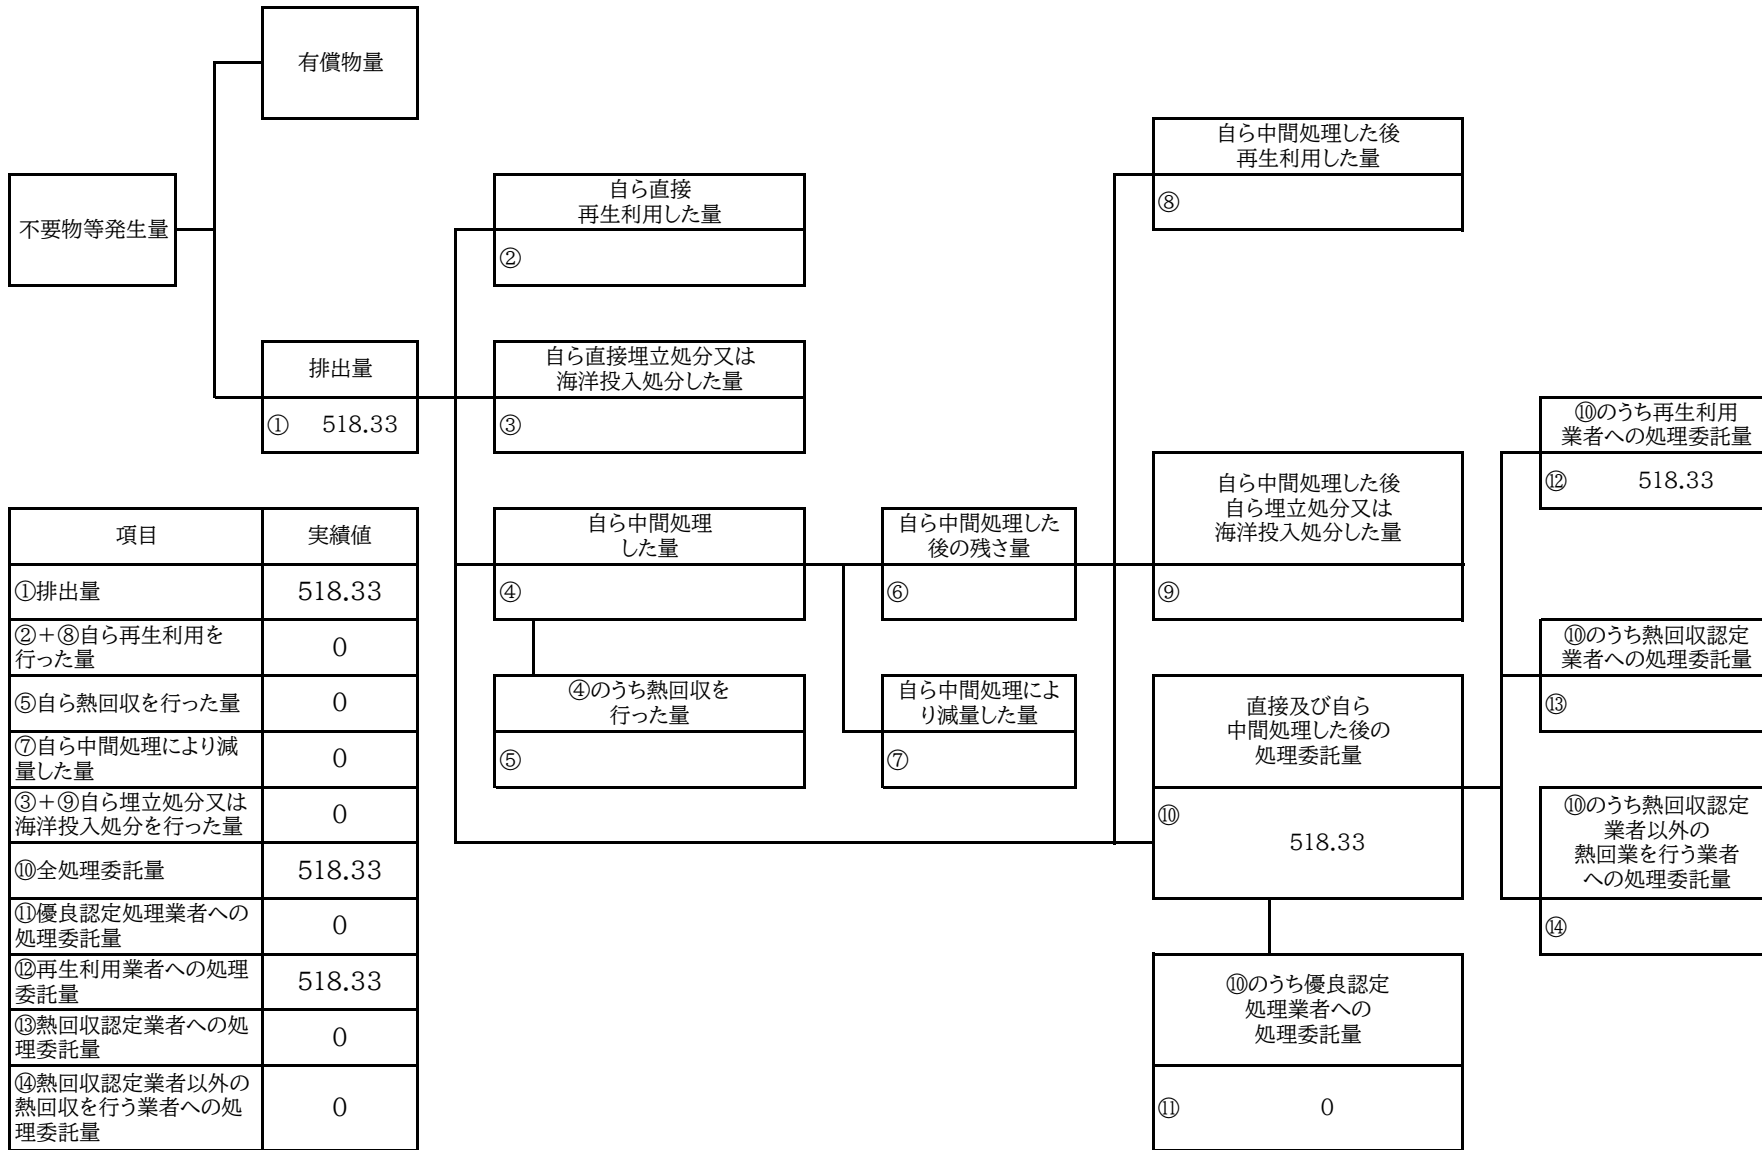 有償物量
不要物等発生量
排出量
① 518.33
自ら直接
再生利用した量
②
自ら直接埋立処分又は
海洋投入処分した量
③
自ら中間処理
した量
④
④のうち熱回収を
行った量
⑤
自ら中間処理した
後の残さ量
⑥
自ら中間処理によ
り減量した量
⑦
自ら中間処理した後
再生利用した量
⑧
自ら中間処理した後
自ら埋立処分又は
海洋投入処分した量
⑨
直接及び自ら
中間処理した後の
処理委託量
⑩
518.33
⑩のうち優良認定
処理業者への
処理委託量
⑪ 0
⑩のうち再生利用
業者への処理委託量
⑫ 518.33
⑩のうち熱回収認定
業者への処理委託量
⑬
⑩のうち熱回収認定
業者以外の
熱回業を行う業者
への処理委託量
⑭
項目 実績値
①排出量 518.33
②+⑧自ら再生利用を
行った量 0
⑤自ら熱回収を行った量 0
⑦自ら中間処理により減
量した量 0
③+⑨自ら埋立処分又は
海洋投入処分を行った量 0
⑩全処理委託量 518.33
⑪優良認定処理業者への
処理委託量 0
⑫再生利用業者への処理
委託量 518.33
⑬熱回収認定業者への処
理委託量 0
⑭熱回収認定業者以外の
熱回収を行う業者への処
理委託量 0